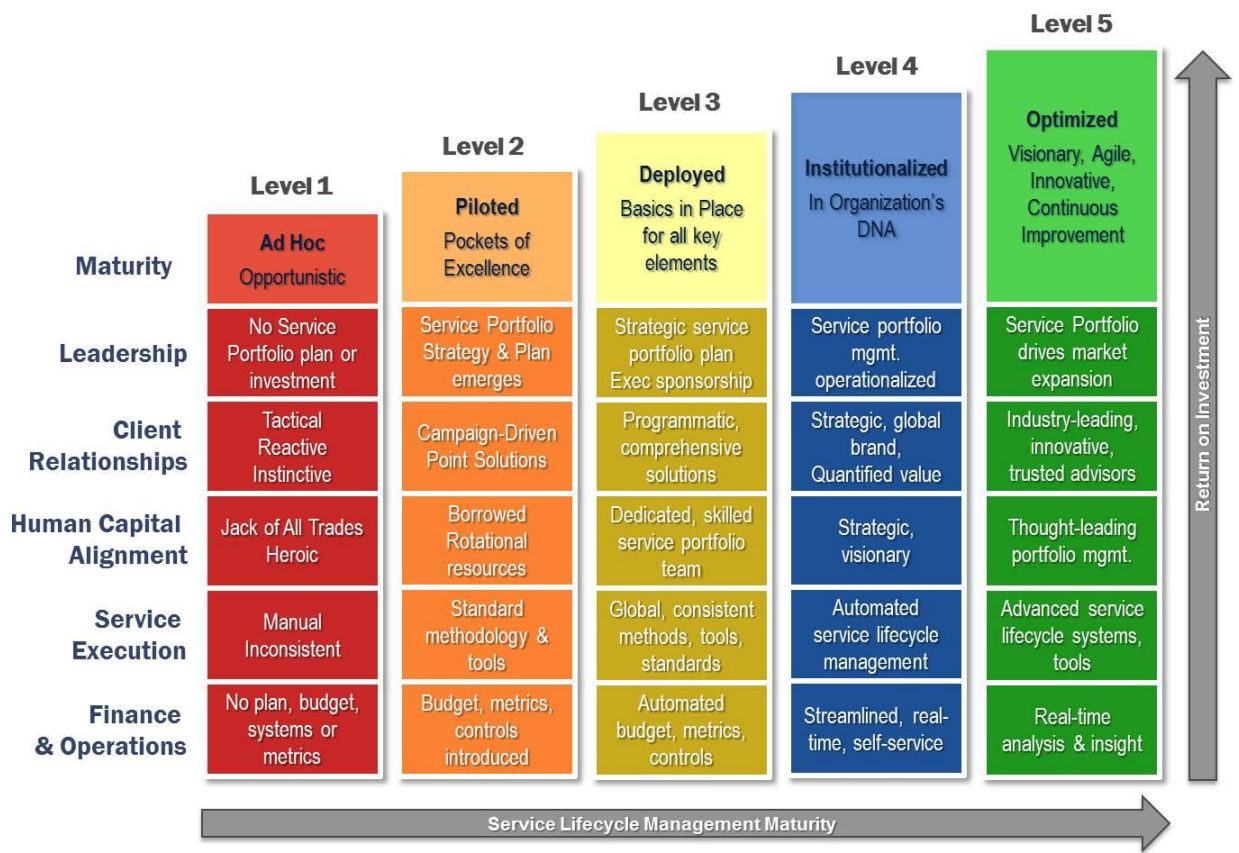 Level 1
Level 2
Level 3
Level 4
Level 5
Maturity
Ad Hoc
Opportunistic
Piloted
Pockets of
Excellence
Deployed
Basics in Place
for all key
elements
Institutionalized
In Organization's
DNA
Optimized
Visionary, Agile,
Innovative,
Continuous
Improvement
Leadership
No Service
Portfolio plan or
investment
Service Portfolio
Strategy & Plan
emerges
Strategic service
portfolio plan
Exec sponsorship
Service portfolio
mgmt.
operationalized
Service Portfolio
drives market
expansion
Client
Relationships
Tactical
Reactive
Instinctive
Campaign-Driven
Point Solutions
Programmatic,
comprehensive
solutions
Strategic, global
brand,
Quantified value
Industry-leading,
innovative,
trusted advisors
Human Capital
Alignment
Jack of All Trades
Heroic
Borrowed
Rotational
resources
Dedicated, skilled
service portfolio
team
Strategic,
visionary
Thought-leading
portfolio mgmt.
Service
Execution
Manual
Inconsistent
Standard
methodology &
tools
Global, consistent
methods, tools,
standards
Automated
service lifecycle
management
Advanced service
lifecycle systems,
tools
Finance
& Operations
No plan, budget,
systems or
metrics
Budget, metrics,
controls
introduced
Automated
budget, metrics,
controls
Streamlined, real-
time, self-service
Real-time
analysis & insight
Return on Investment
Service Lifecycle Management Maturity